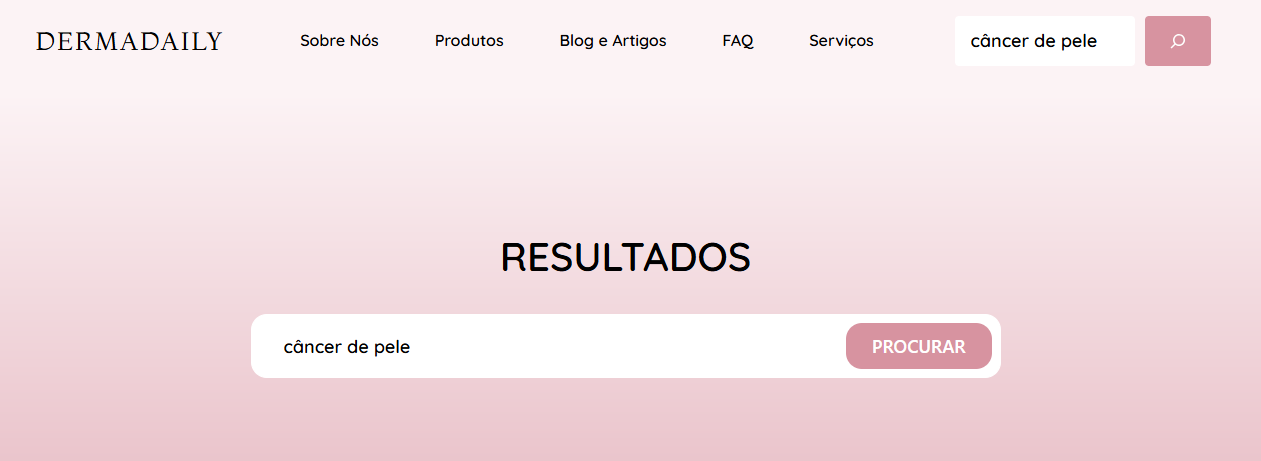 DERMADAILY Sobre Nós Produtos Blog e Artigos FAQ Serviços câncer de pele
RESULTADOS
câncer de pele PROCURAR